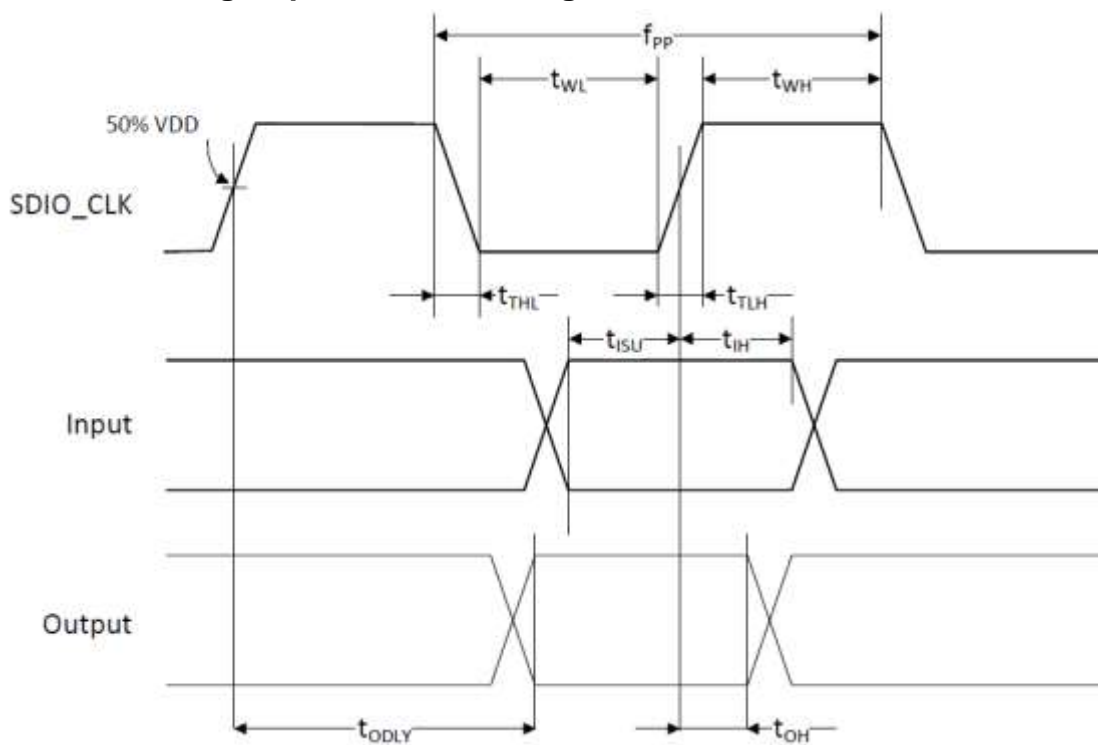 fPP
tWL
tWH
50% VDD
SDIO_CLK
tTHL
tTLH
tISU
tIH
Input
Output
tODLY
tOH